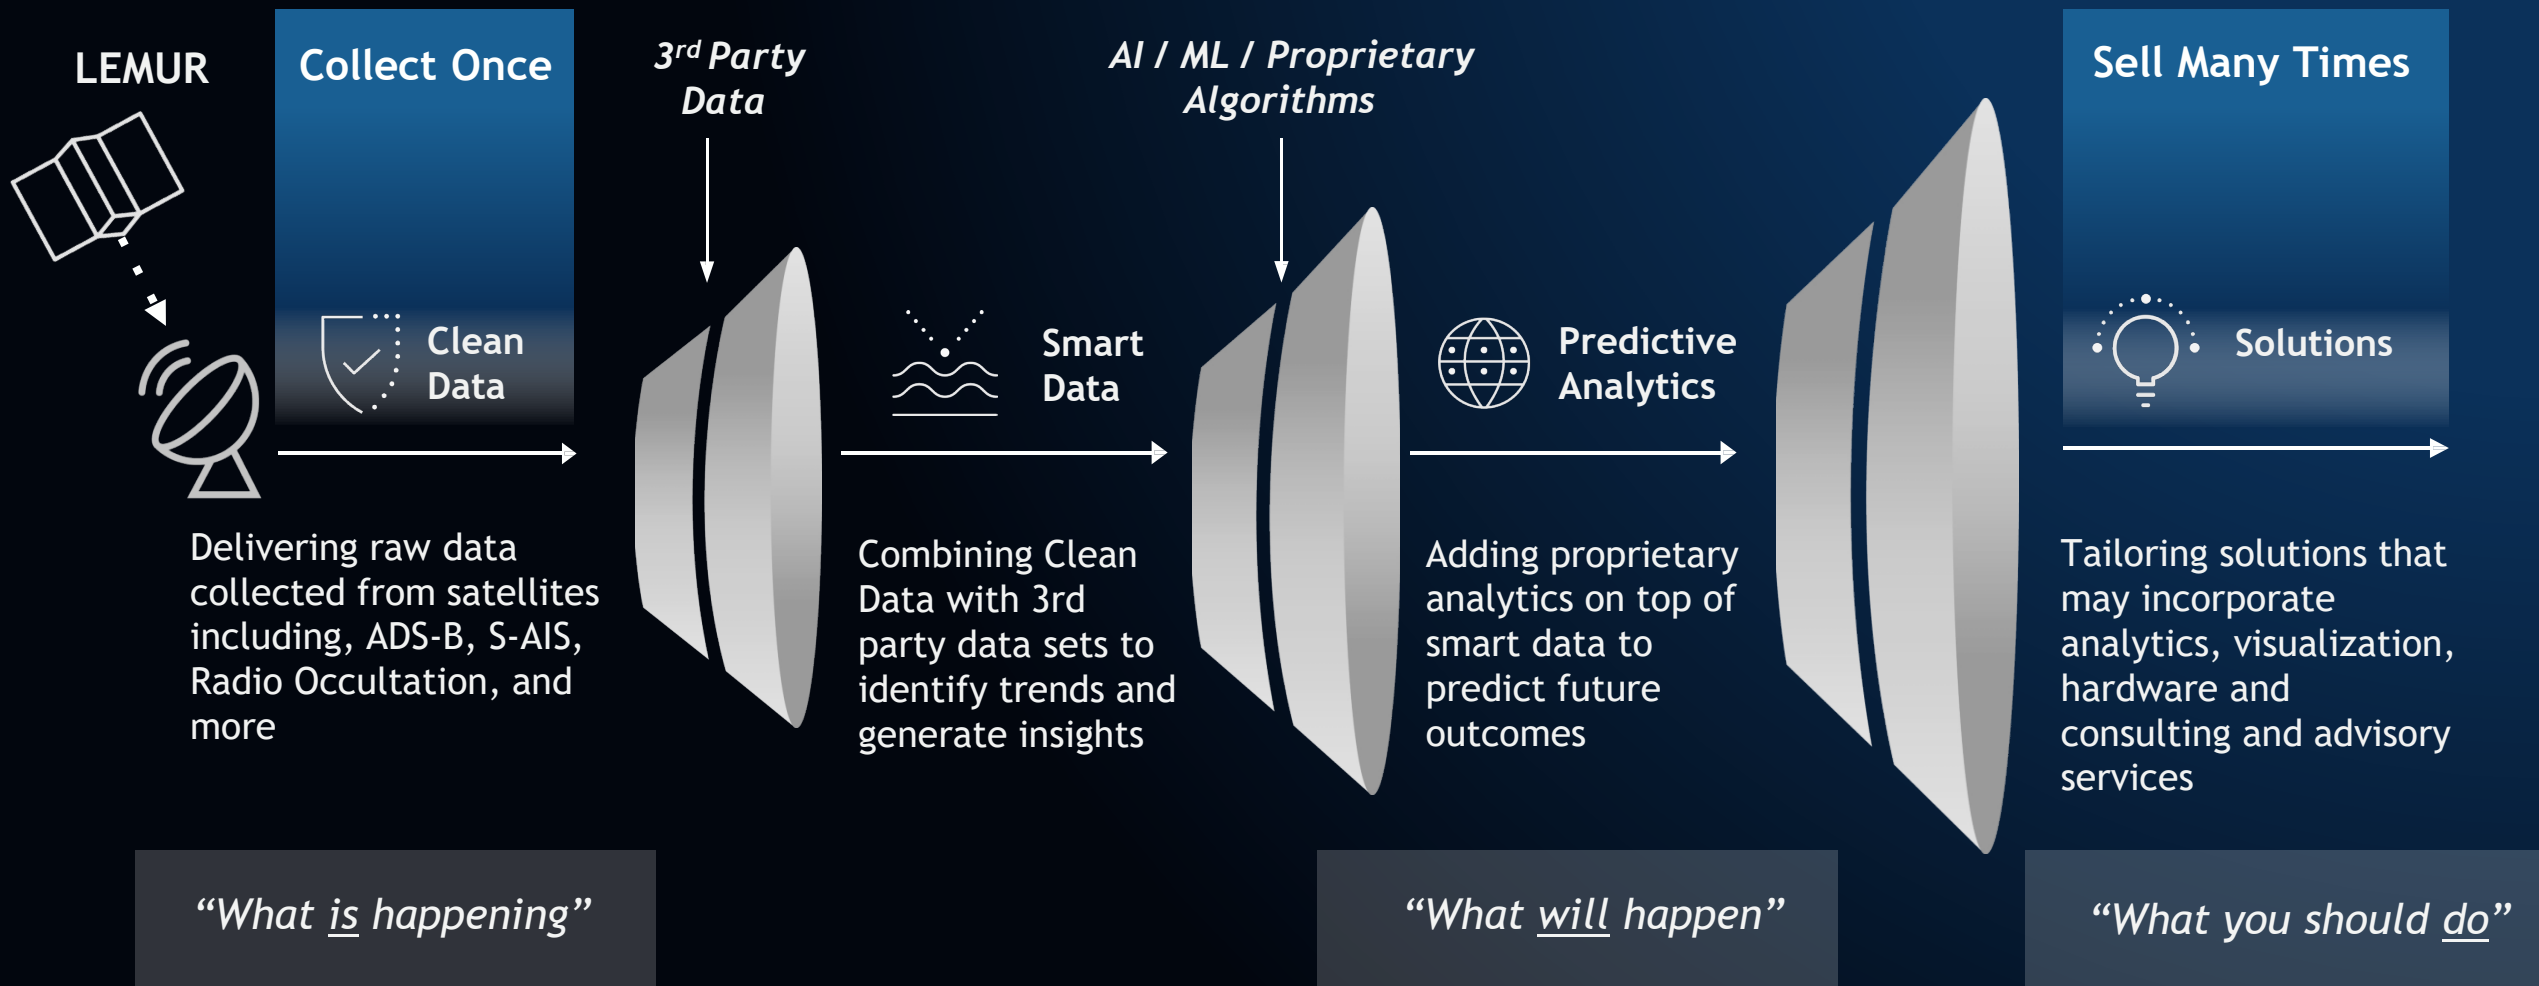 LEMUR
Collect Once
3rd Party
Data
AI / ML / Proprietary
Algorithms
Sell Many Times
Clean
Data
Smart
Data
Predictive
Analytics
Solutions
Delivering raw data
collected from satellites
including, ADS-B, S-AIS,
Radio Occultation, and
more
Combining Clean
Data with 3rd
party data sets to
identify trends and
generate insights
Adding proprietary
analytics on top of
smart data to
predict future
outcomes
Tailoring solutions that
may incorporate
analytics, visualization,
hardware and
consulting and advisory
services
“What is happening”
“What will happen”
“What you should do”